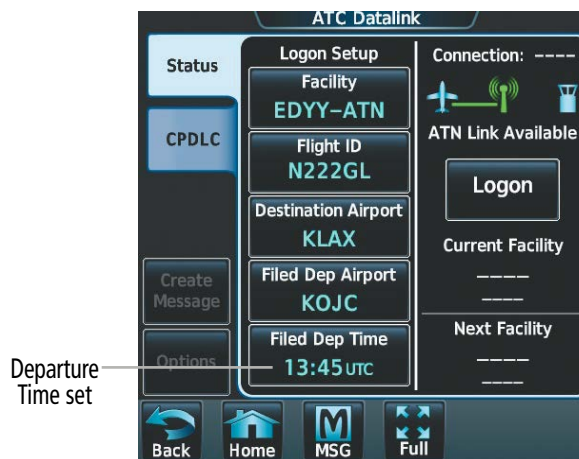 ATC Datalink
Status
CPDLC
Create
Message
Options
Logon Setup
Facility
EDYY–ATN
Flight ID
N222GL
Destination Airport
KLAX
Filed Dep Airport
KOJC
Filed Dep Time
13:45 UTC
Connection: ----
ATN Link Available
Logon
Current Facility
----
----
Next Facility
----
----
Departure
Time set
Back
Home
MSG
Full